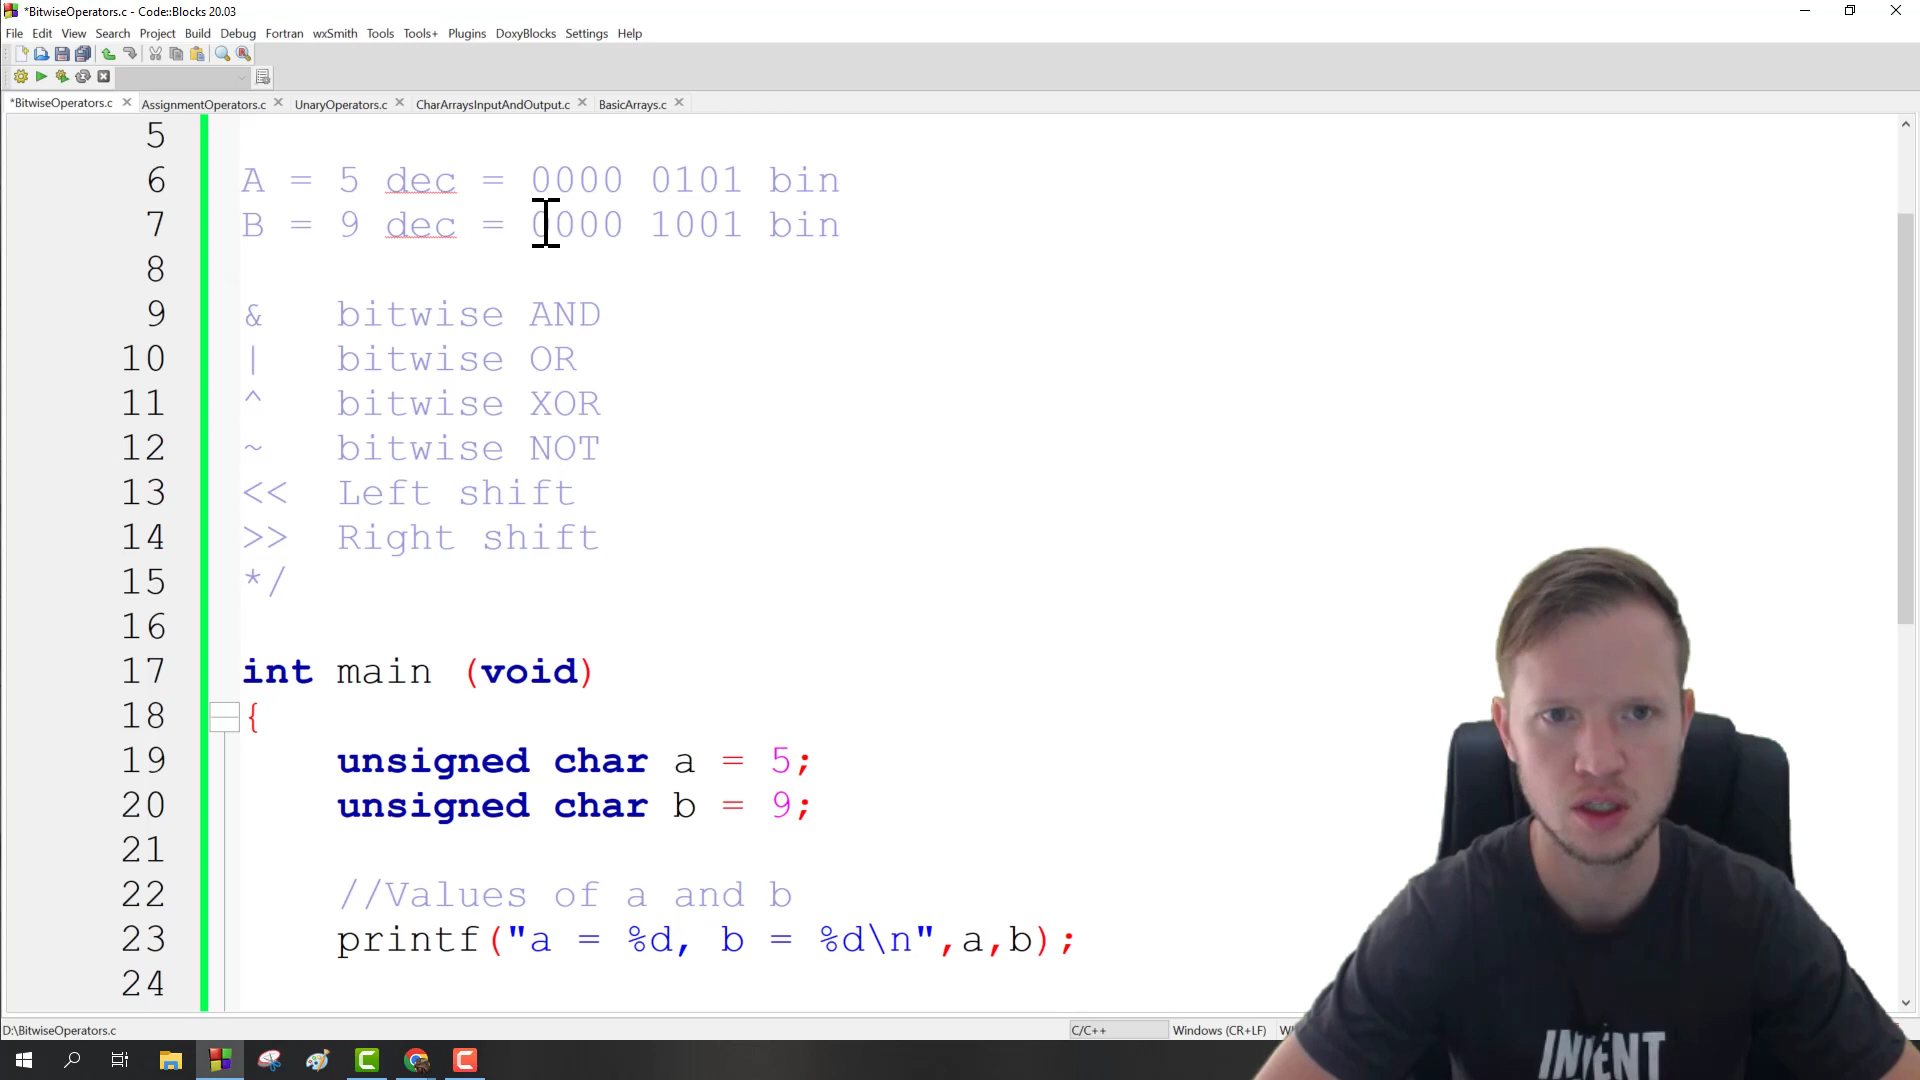 *BitwiseOperators.c - Code::Blocks 20.03
File Edit View Search Project Build Debug Fortran wxSmith Tools Tools+ Plugins DoxyBlocks Settings Help
*BitwiseOperators.c AssignmentOperators.c UnaryOperators.c CharArraysInputAndOutput.c BasicArrays.c
5
6 A = 5 dec = 0000 0101 bin
7 B = 9 dec = 0000 1001 bin
8
9 & bitwise AND
10 | bitwise OR
11 ^ bitwise XOR
12 ~ bitwise NOT
13 << Left shift
14 >> Right shift
15 */
16
17 int main (void)
18 {
19 unsigned char a = 5;
20 unsigned char b = 9;
21
22 //Values of a and b
23 printf("a = %d, b = %d\n",a,b);
24
D:\BitwiseOperators.c C/C++ Windows (CR+LF)